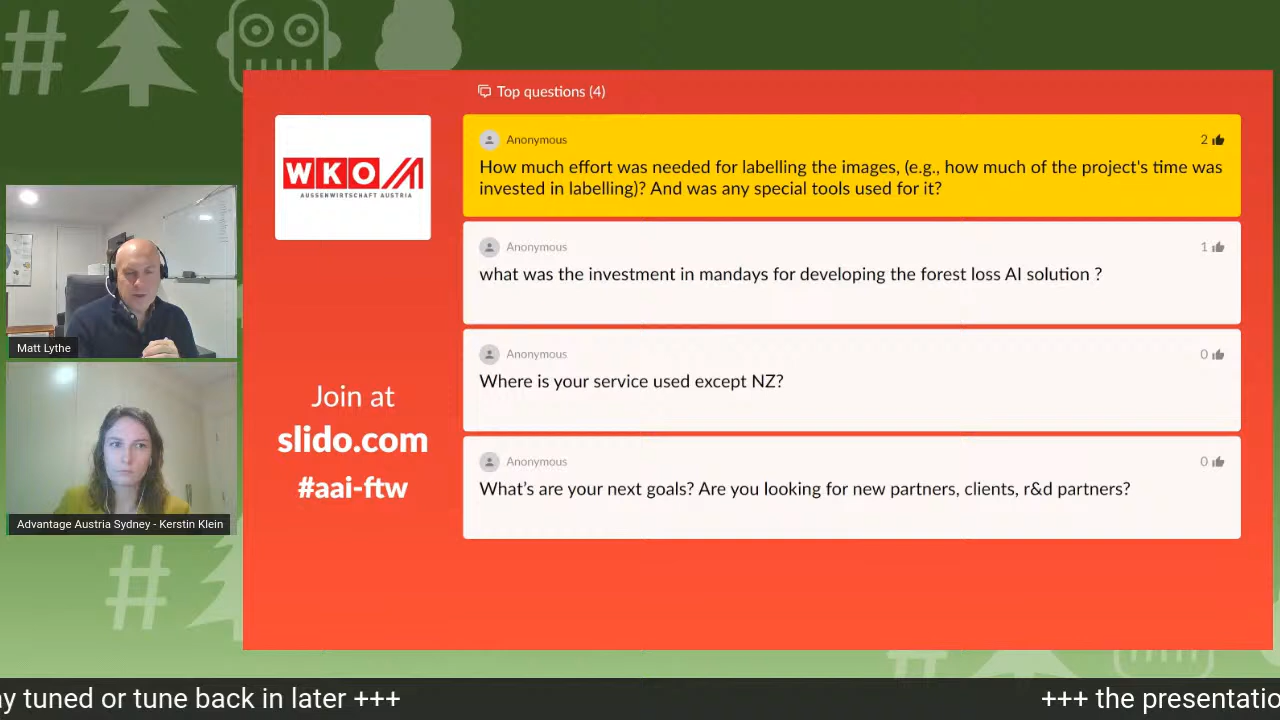 Top questions (4)
WKO
AUSSENWIRTSCHAFT AUSTRIA
Anonymous
2
How much effort was needed for labelling the images, (e.g., how much of the project's time was
invested in labelling)? And was any special tools used for it?
Anonymous
1
what was the investment in mandays for developing the forest loss AI solution ?
Anonymous
0
Where is your service used except NZ?
Anonymous
0
What's are your next goals? Are you looking for new partners, clients, r&d partners?
Join at
slido.com
#aai-ftw
Matt Lythe
Advantage Austria Sydney - Kerstin Klein
y tuned or tune back in later +++
+++ the presentatio